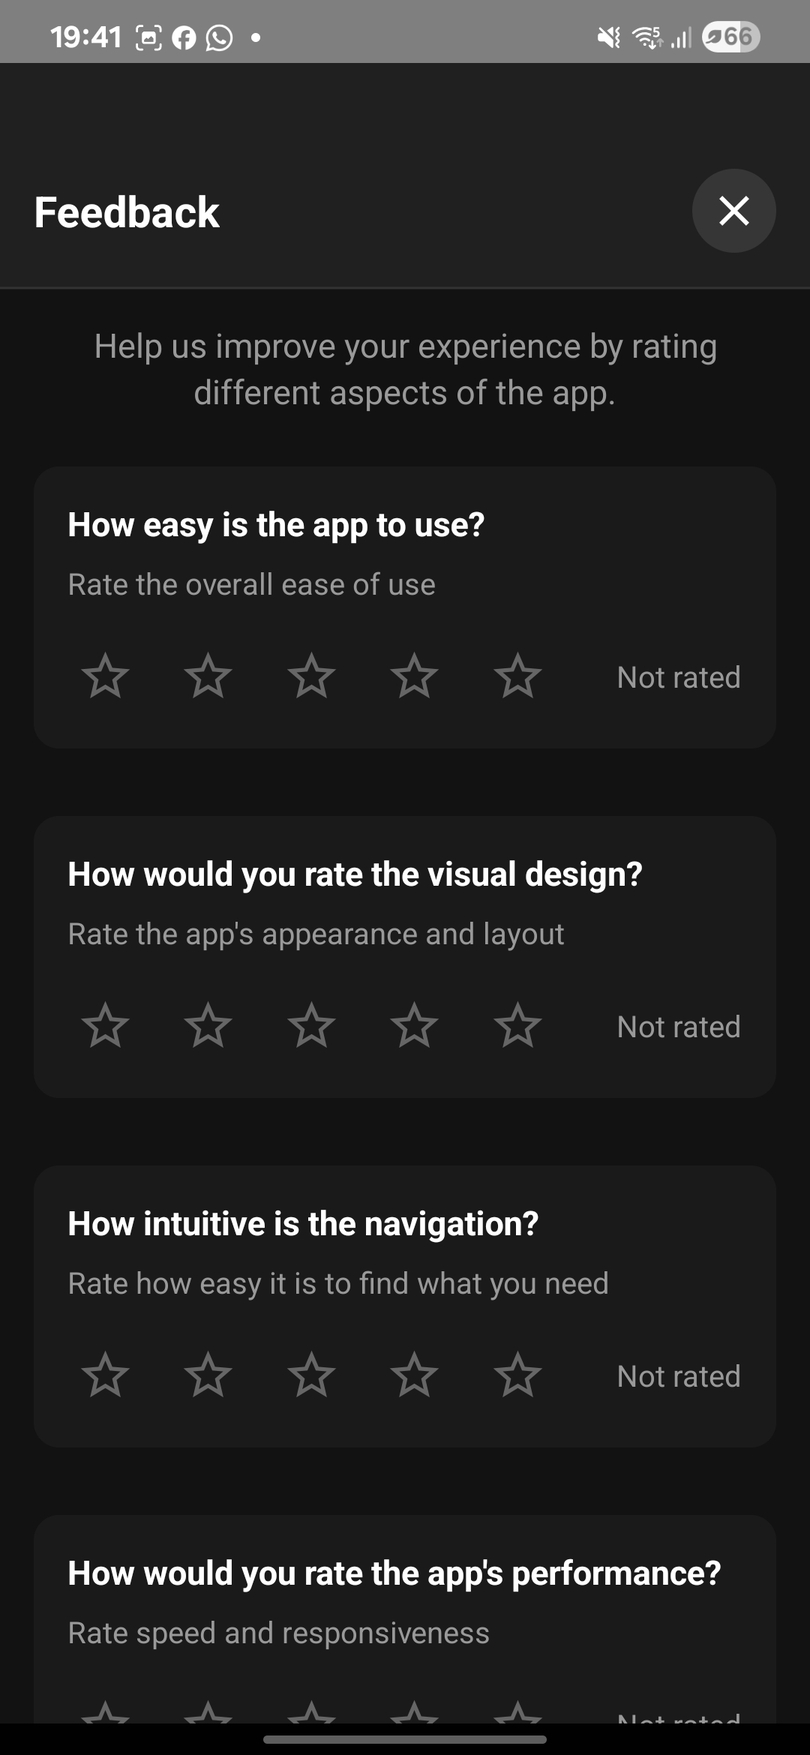 19:41
66
Feedback
Help us improve your experience by rating
different aspects of the app.
How easy is the app to use?
Rate the overall ease of use
Not rated
How would you rate the visual design?
Rate the app's appearance and layout
Not rated
How intuitive is the navigation?
Rate how easy it is to find what you need
Not rated
How would you rate the app's performance?
Rate speed and responsiveness
Not rated